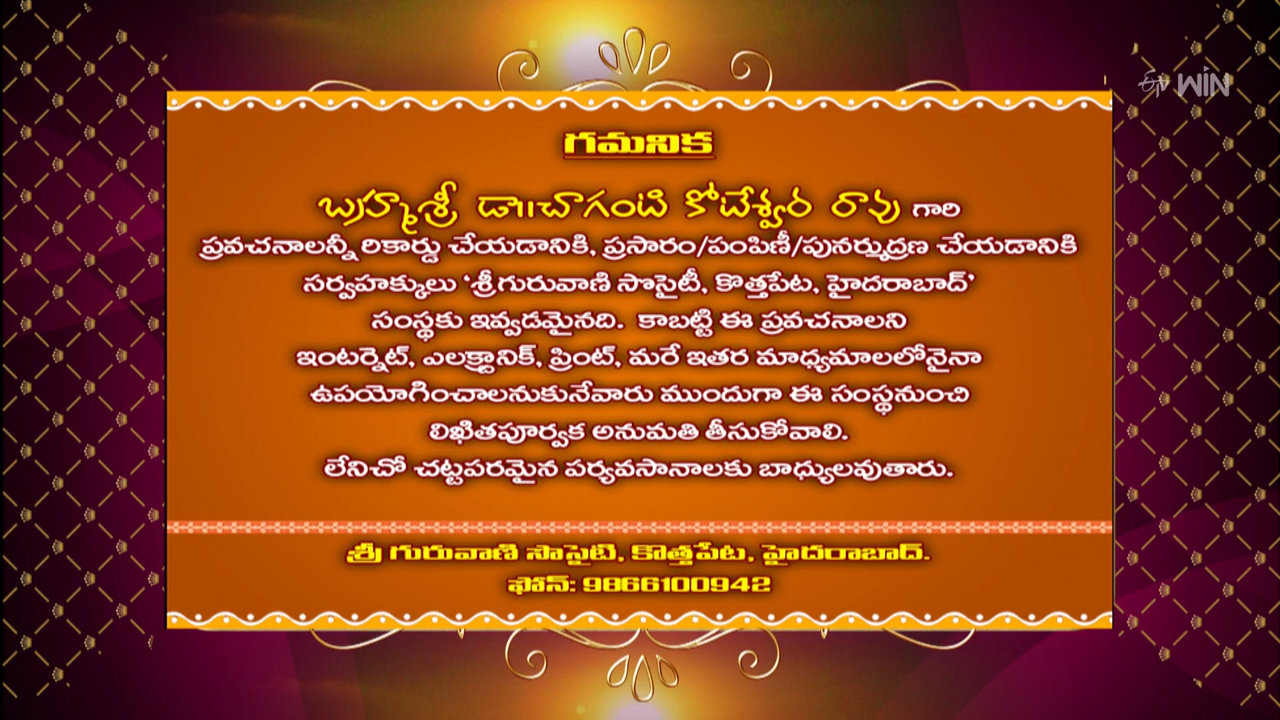 ఈటీవీ WIN
గమనిక
బ్రహ్మశ్రీ డా॥చాగంటి కోటేశ్వర రావు గారి
ప్రవచనాలన్నీ రికార్డు చేయడానికి, ప్రసారం/పంపిణీ/పునర్ముద్రణ చేయడానికి
సర్వహక్కులు ‘శ్రీగురువాణి సొసైటీ, కొత్తపేట, హైదరాబాద్’
సంస్థకు ఇవ్వడమైనది. కాబట్టి ఈ ప్రవచనాలని
ఇంటర్నెట్, ఎలక్ట్రానిక్, ప్రింట్, మరే ఇతర మాధ్యమాలలోనైనా
ఉపయోగించాలనుకునేవారు ముందుగా ఈ సంస్థనుంచి
లిఖితపూర్వక అనుమతి తీసుకోవాలి.
లేనిచో చట్టపరమైన పర్యవసానాలకు బాధ్యులవుతారు.
శ్రీ గురువాణి సొసైటి, కొత్తపేట, హైదరాబాద్.
ఫోన్: 9866100942